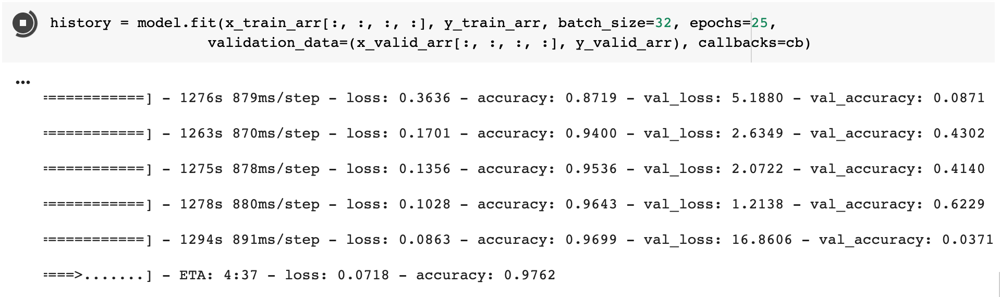 history = model.fit(x_train_arr[:, :, :, :], y_train_arr, batch_size=32, epochs=25,
validation_data=(x_valid_arr[:, :, :, :], y_valid_arr), callbacks=cb)
...
============] - 1276s 879ms/step - loss: 0.3636 - accuracy: 0.8719 - val_loss: 5.1880 - val_accuracy: 0.0871
============] - 1263s 870ms/step - loss: 0.1701 - accuracy: 0.9400 - val_loss: 2.6349 - val_accuracy: 0.4302
============] - 1275s 878ms/step - loss: 0.1356 - accuracy: 0.9536 - val_loss: 2.0722 - val_accuracy: 0.4140
============] - 1278s 880ms/step - loss: 0.1028 - accuracy: 0.9643 - val_loss: 1.2138 - val_accuracy: 0.6229
============] - 1294s 891ms/step - loss: 0.0863 - accuracy: 0.9699 - val_loss: 16.8606 - val_accuracy: 0.0371
====>.......] - ETA: 4:37 - loss: 0.0718 - accuracy: 0.9762